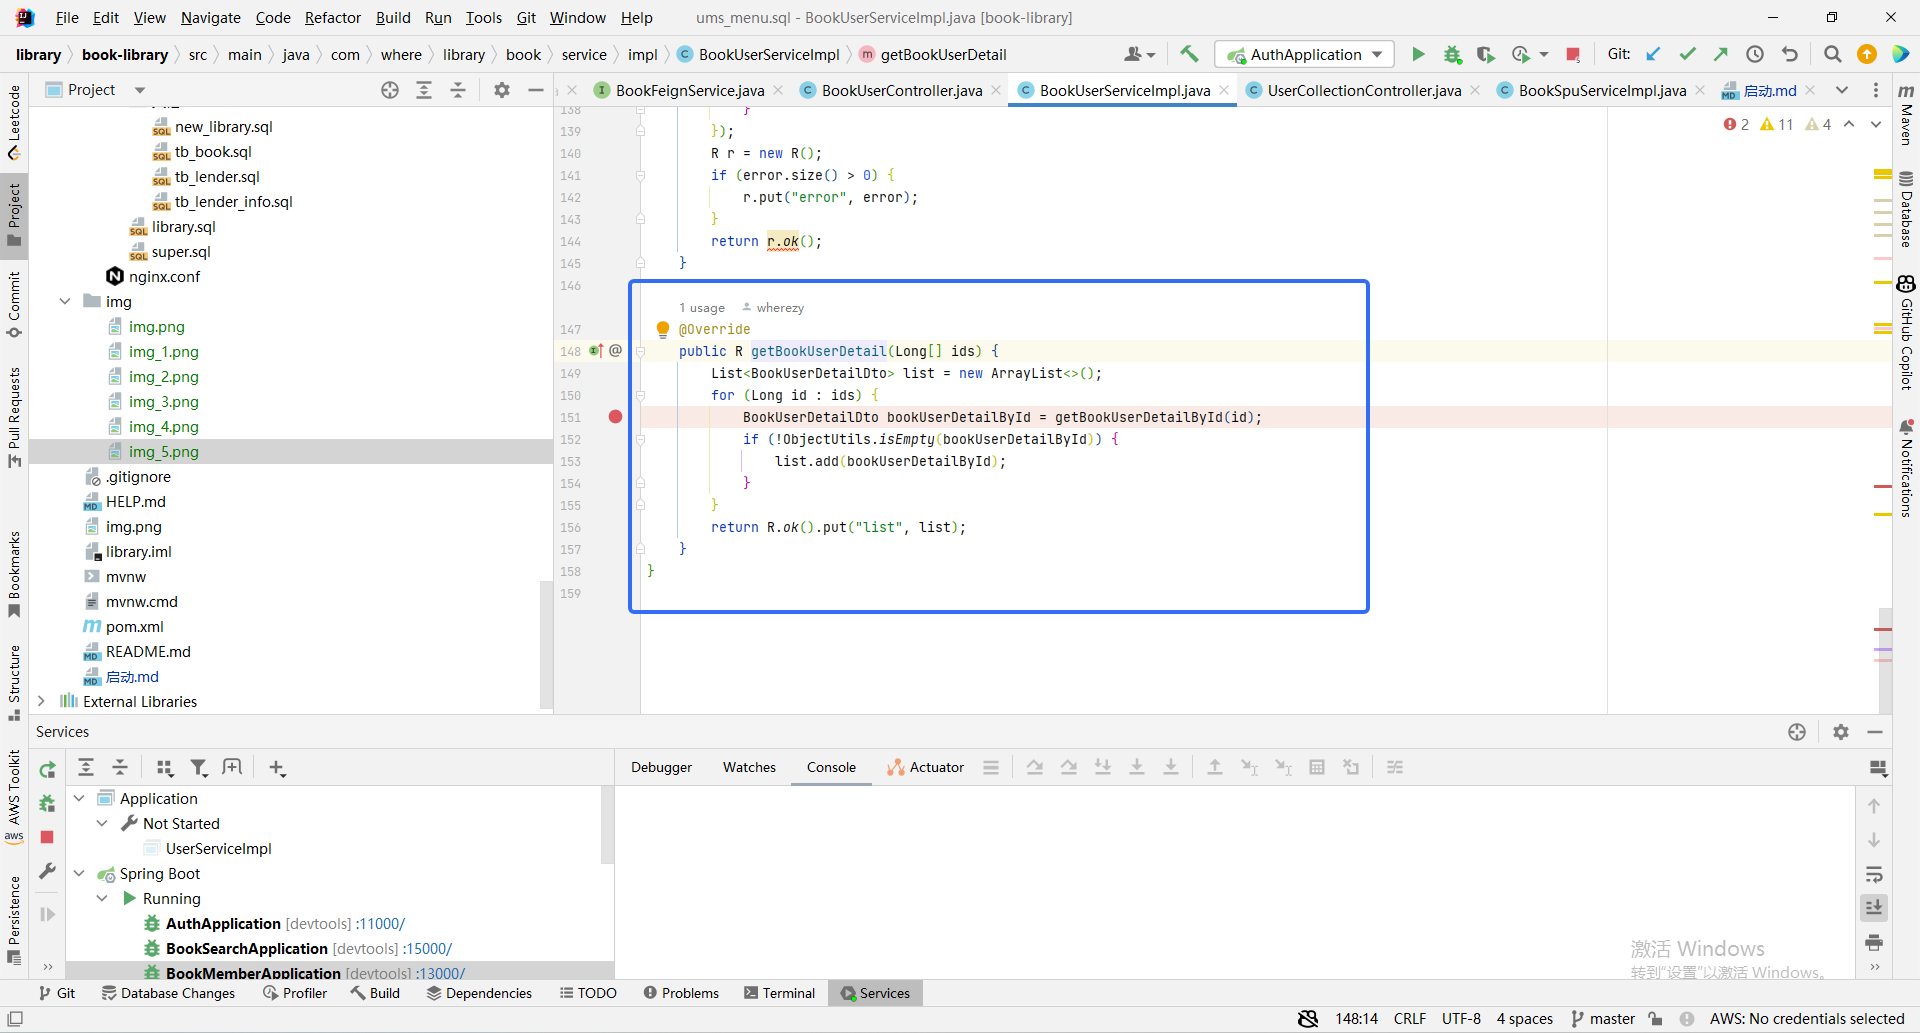 File Edit View Navigate Code Refactor Build Run Tools Git Window Help ums_menu.sql - BookUserServiceImpl.java [book-library]
library book-library src main java com where library book service impl BookUserServiceImpl getBookUserDetail AuthApplication Git:
Project
BookFeignService.java BookUserController.java BookUserServiceImpl.java UserCollectionController.java BookSpuServiceImpl.java 启动.md
2 11 4
Leetcode
Project
Commit
Pull Requests
Bookmarks
Structure
AWS Toolkit
aws
Persistence
new_library.sql
tb_book.sql
tb_lender.sql
tb_lender_info.sql
library.sql
super.sql
nginx.conf
img
img.png
img_1.png
img_2.png
img_3.png
img_4.png
img_5.png
.gitignore
HELP.md
img.png
library.iml
mvnw
mvnw.cmd
pom.xml
README.md
启动.md
External Libraries
138 }
139 });
140 R r = new R();
141 if (error.size() > 0) {
142 r.put("error", error);
143 }
144 return r.ok();
145 }
146
1 usage wherezy
147 @Override
148 public R getBookUserDetail(Long[] ids) {
149 List<BookUserDetailDto> list = new ArrayList<>();
150 for (Long id : ids) {
151 BookUserDetailDto bookUserDetailById = getBookUserDetailById(id);
152 if (!ObjectUtils.isEmpty(bookUserDetailById)) {
153 list.add(bookUserDetailById);
154 }
155 }
156 return R.ok().put("list", list);
157 }
158 }
159
Maven
Database
GitHub Copilot
Notifications
Services
Debugger Watches Console Actuator
Application
Not Started
UserServiceImpl
Spring Boot
Running
AuthApplication [devtools] :11000/
BookSearchApplication [devtools] :15000/
BookMemberApplication [devtools] :13000/
激活 Windows
转到“设置”以激活 Windows。
Git Database Changes Profiler Build Dependencies TODO Problems Terminal Services
148:14 CRLF UTF-8 4 spaces master AWS: No credentials selected